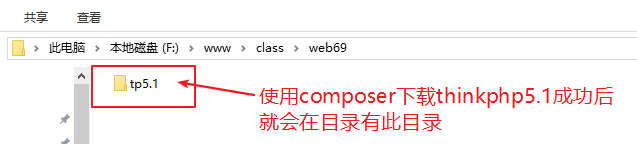 共享 查看
此电脑 > 本地磁盘 (F:) > www > class > web69
tp5.1
使用composer下载thinkphp5.1成功后
就会在目录有此目录